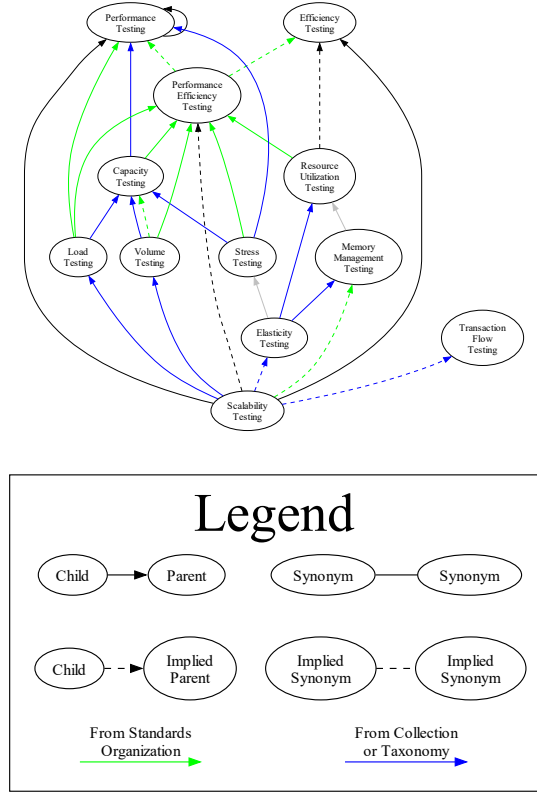 Performance
Testing
Efficiency
Testing
Performance
Efficiency
Testing
Capacity
Testing
Resource
Utilization
Testing
Load
Testing
Volume
Testing
Stress
Testing
Memory
Management
Testing
Elasticity
Testing
Transaction
Flow
Testing
Scalability
Testing
Legend
Child
Parent
Synonym
Synonym
Child
Implied
Parent
Implied
Synonym
Implied
Synonym
From Standards
Organization
From Collection
or Taxonomy